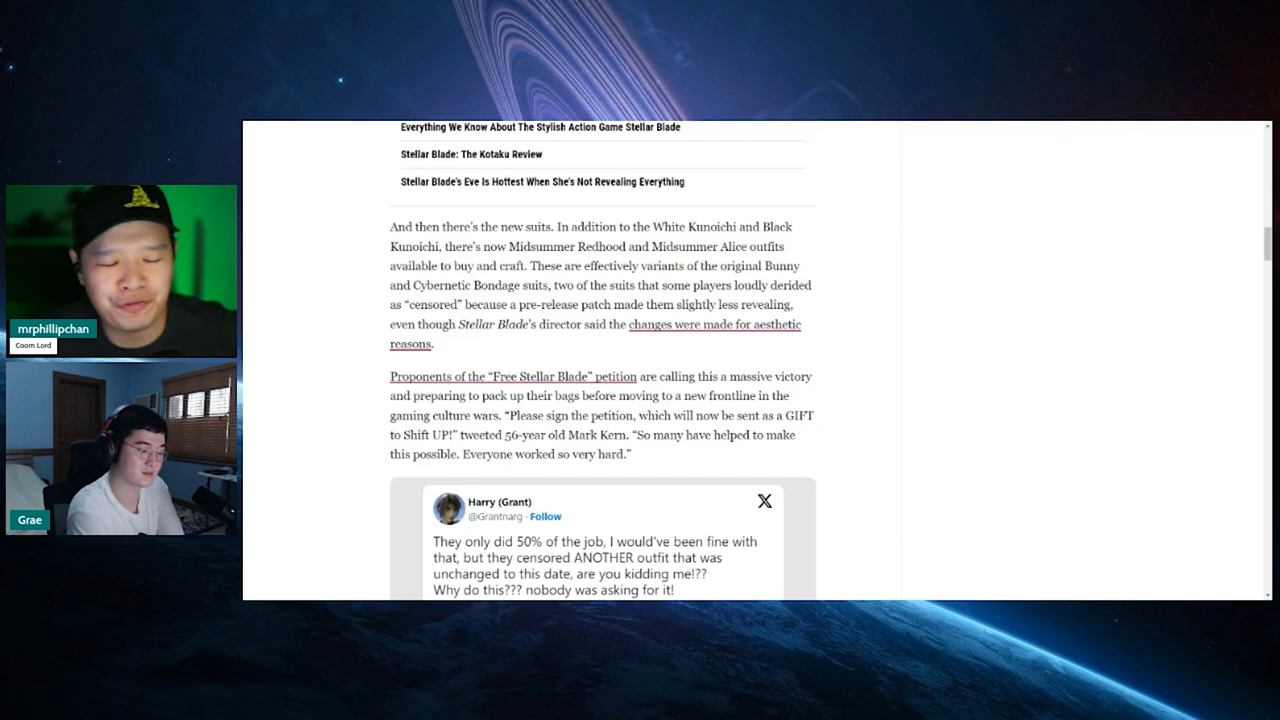 Everything We Know About The Stylish Action Game Stellar Blade
Stellar Blade: The Kotaku Review
Stellar Blade's Eve Is Hottest When She's Not Revealing Everything
And then there's the new suits. In addition to the White Kunoichi and Black
Kunoichi, there's now Midsummer Redhood and Midsummer Alice outfits
available to buy and craft. These are effectively variants of the original Bunny
and Cybernetic Bondage suits, two of the suits that some players loudly derided
as “censored” because a pre-release patch made them slightly less revealing,
even though Stellar Blade's director said the changes were made for aesthetic
reasons.
Proponents of the “Free Stellar Blade” petition are calling this a massive victory
and preparing to pack up their bags before moving to a new frontline in the
gaming culture wars. “Please sign the petition, which will now be sent as a GIFT
to Shift UP!” tweeted 56-year old Mark Kern. “So many have helped to make
this possible. Everyone worked so very hard.”
Harry (Grant)
@Grantnarg · Follow
They only did 50% of the job, I would've been fine with
that, but they censored ANOTHER outfit that was
unchanged to this date, are you kidding me!??
Why do this??? nobody was asking for it!
mrphillipchan
Coom Lord
Grae